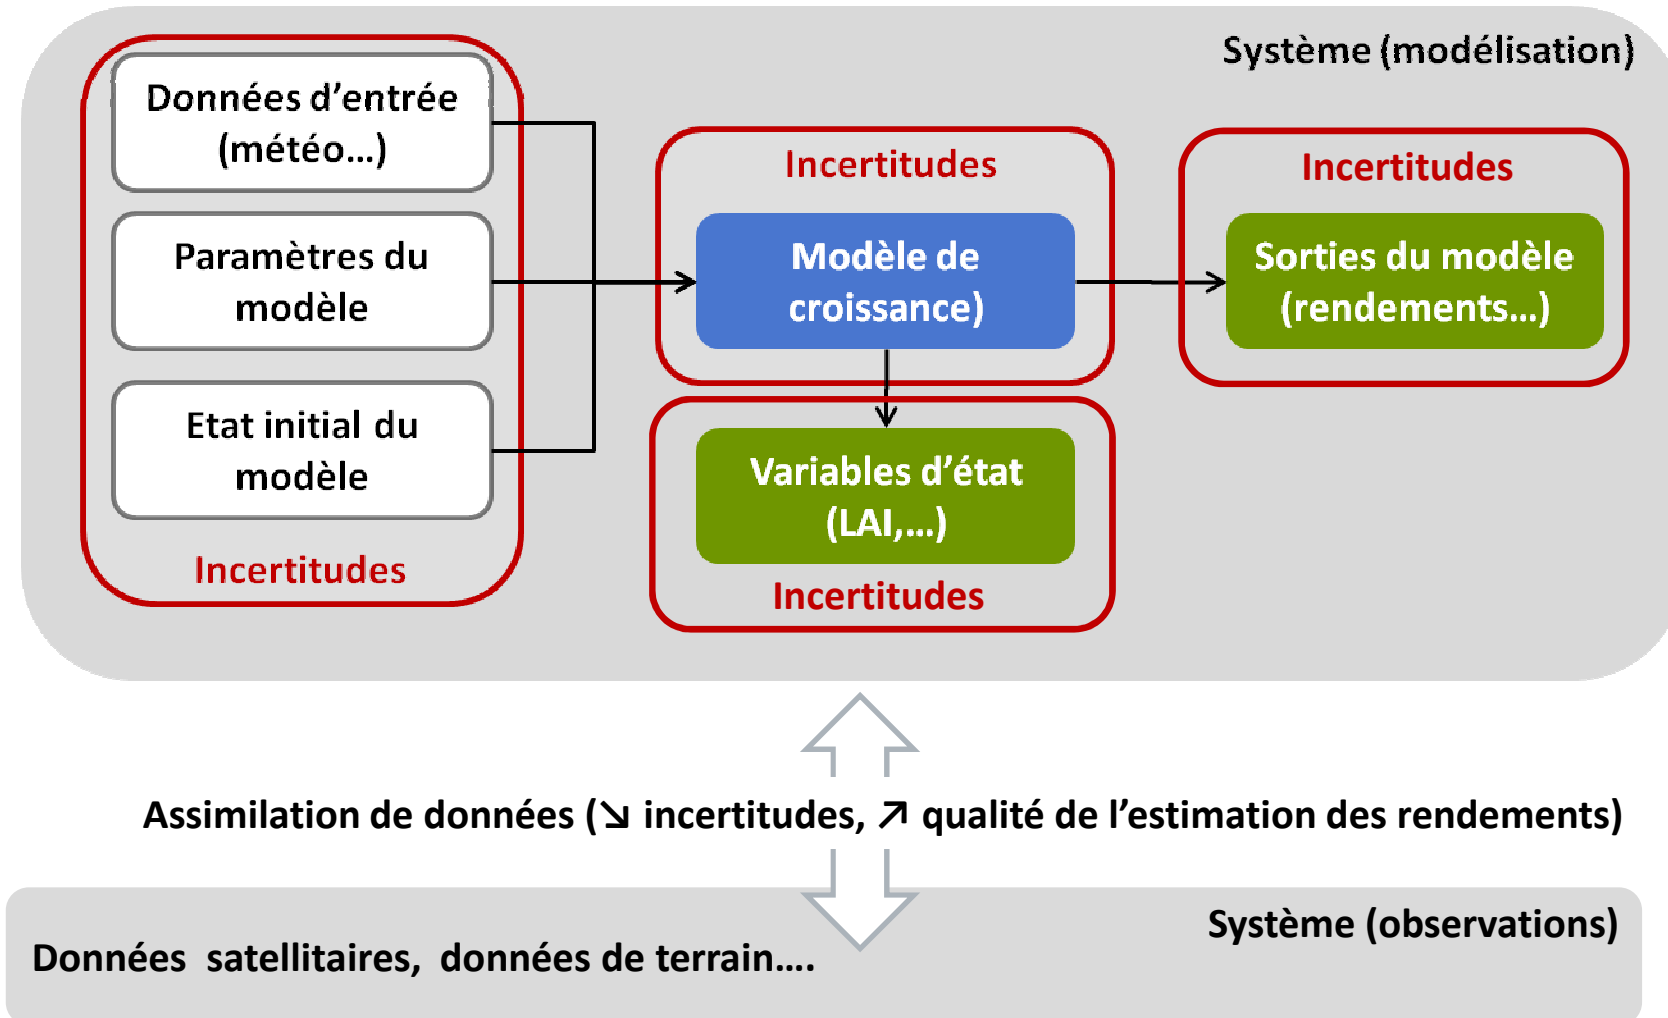 Système (modélisation)
Données d’entrée
(météo…)
Paramètres du
modèle
Etat initial du
modèle
Incertitudes
Incertitudes
Modèle de
croissance)
Incertitudes
Sorties du modèle
(rendements…)
Variables d’état
(LAI,…)
Incertitudes
Assimilation de données (↘ incertitudes, ↗ qualité de l’estimation des rendements)
Système (observations)
Données satellitaires, données de terrain….